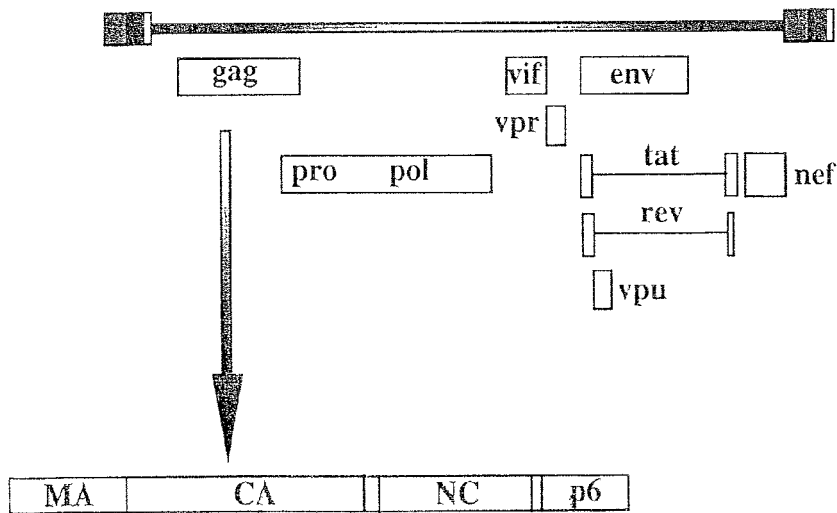 gag vif env
vpr
pro pol tat nef
rev
vpu
MA CA NC p6